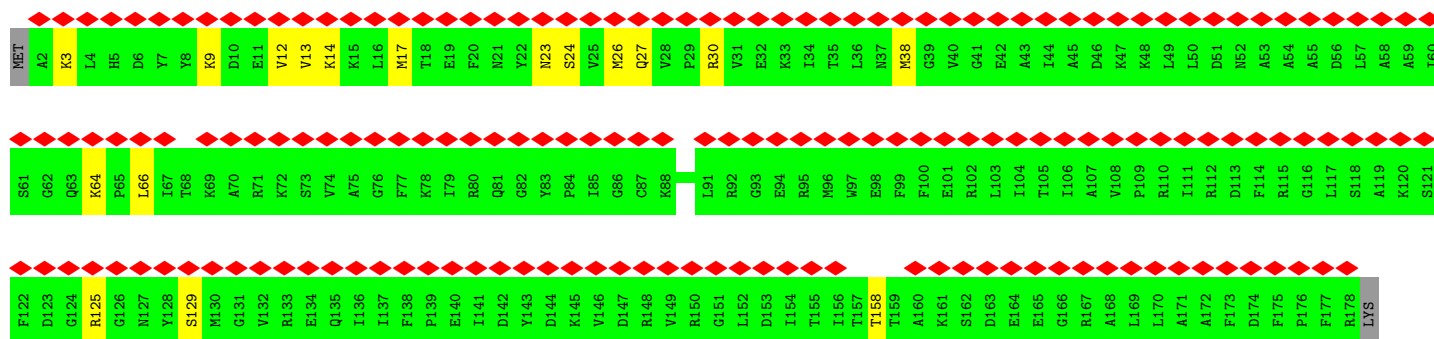 MET A2 K3 L4 H5 D6 Y7 Y8 K9 D10 E11 V12 V13 K14 K15 L16 M17 T18 E19 F20 N21 Y22 N23 S24 V25 M26 Q27 V28 P29 R30 V31 E32 K33 I34 T35 L36 N37 M38 G39 V40 G41 E42 A43 I44 A45 D46 K47 K48 L49 L50 D51 N52 A53 A54 A55 D56 L57 A58 A59 I60
S61 G62 Q63 K64 P65 L66 I67 T68 K69 A70 R71 K72 S73 V74 A75 G76 F77 K78 I79 R80 Q81 G82 Y83 P84 I85 G86 C87 K88 L91 R92 G93 E94 R95 M96 W97 E98 F99 F100 E101 R102 L103 I104 T105 I106 A107 V108 P109 R110 I111 R112 D113 F114 R115 G116 L117 S118 A119 K120 S121
F122 D123 G124 R125 G126 N127 Y128 S129 M130 G131 V132 R133 E134 Q135 I136 I137 F138 P139 E140 I141 D142 Y143 D144 K145 V146 D147 R148 V149 R150 G151 L152 D153 I154 T155 I156 T157 T158 T159 A160 K161 S162 D163 E164 E165 G166 R167 A168 L169 L170 A171 A172 F173 D174 F175 P176 F177 R178 LYS